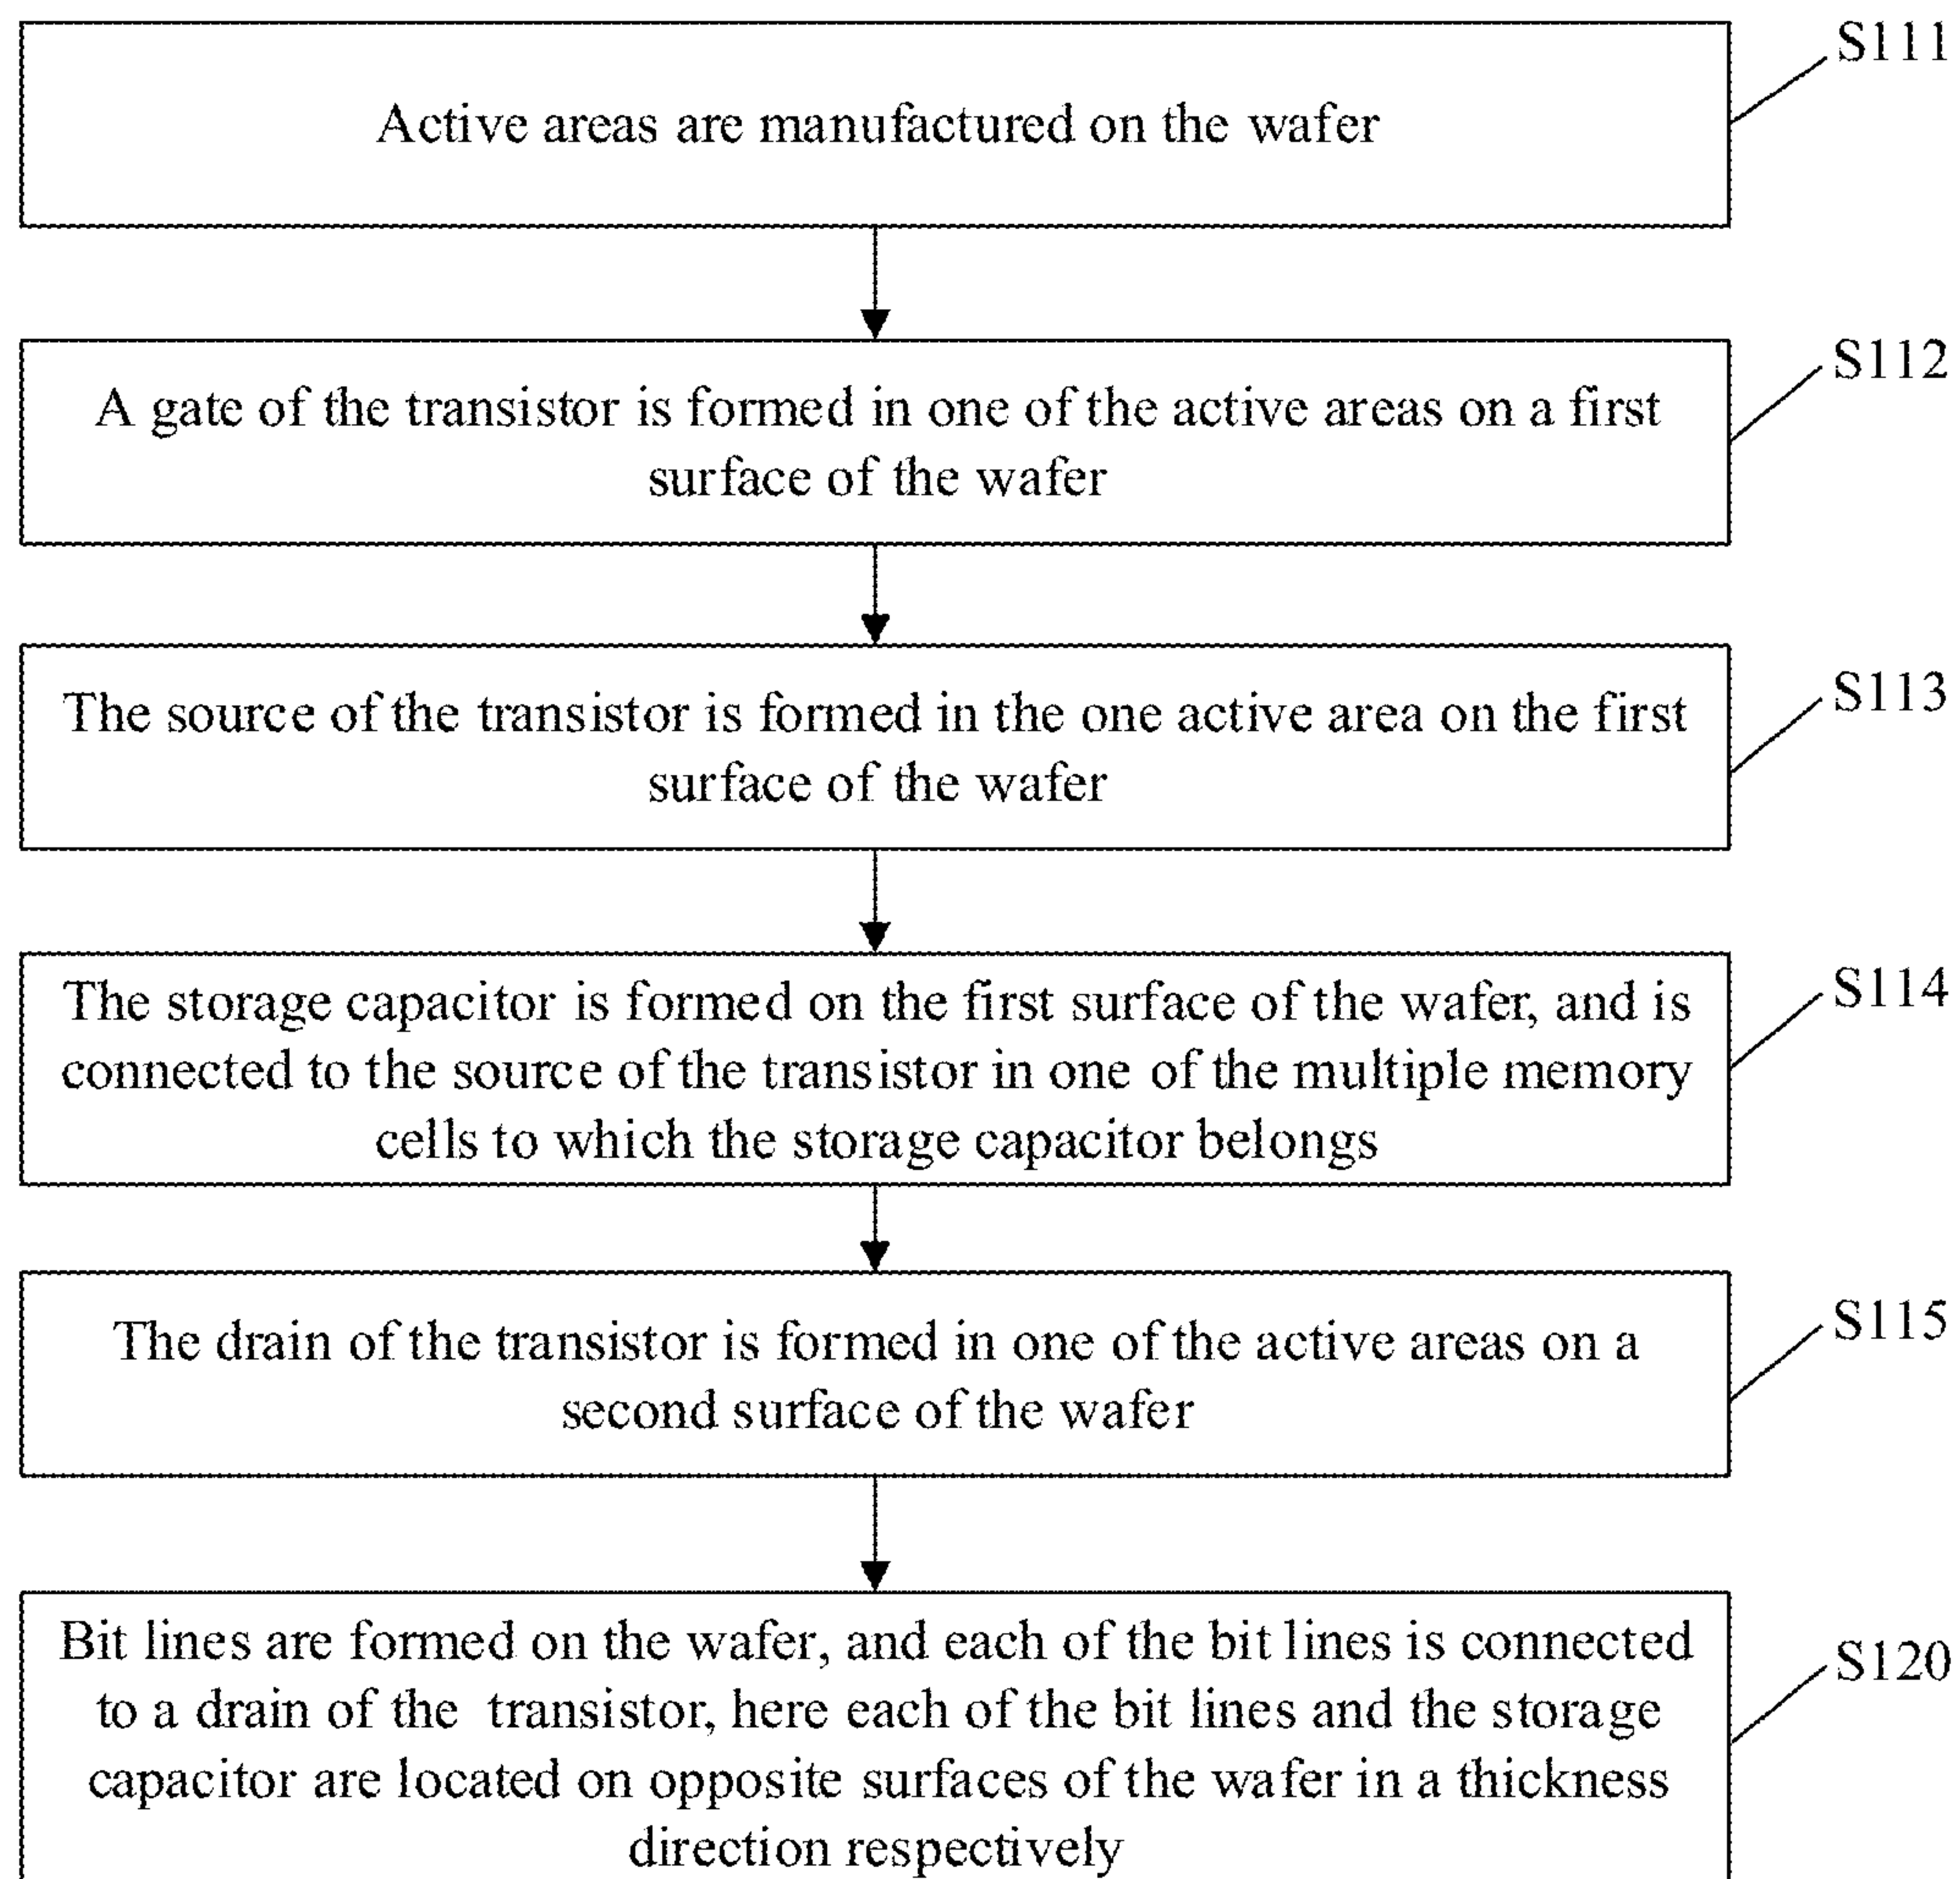 S111
Active areas are manufactured on the wafer
S112
A gate of the transistor is formed in one of the active areas on a first
surface of the wafer
S113
The source of the transistor is formed in the one active area on the first
surface of the wafer
S114
The storage capacitor is formed on the first surface of the wafer, and is
connected to the source of the transistor in one of the multiple memory
cells to which the storage capacitor belongs
S115
The drain of the transistor is formed in one of the active areas on a
second surface of the wafer
S120
Bit lines are formed on the wafer, and each of the bit lines is connected
to a drain of the transistor, here each of the bit lines and the storage
capacitor are located on opposite surfaces of the wafer in a thickness
direction respectively